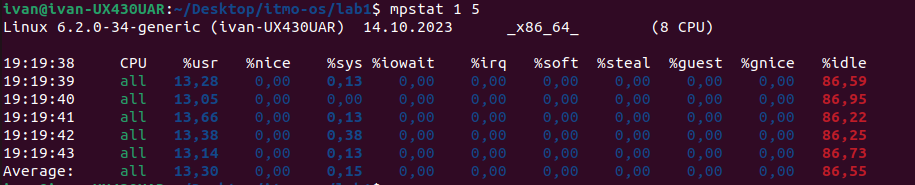 ivan@ivan-UX430UAR:~/Desktop/itmo-os/lab1$ mpstat 1 5
Linux 6.2.0-34-generic (ivan-UX430UAR) 14.10.2023 _x86_64_ (8 CPU)
19:19:38 CPU %usr %nice %sys %iowait %irq %soft %steal %guest %gnice %idle
19:19:39 all 13,28 0,00 0,13 0,00 0,00 0,00 0,00 0,00 0,00 86,59
19:19:40 all 13,05 0,00 0,00 0,00 0,00 0,00 0,00 0,00 0,00 86,95
19:19:41 all 13,66 0,00 0,13 0,00 0,00 0,00 0,00 0,00 0,00 86,22
19:19:42 all 13,38 0,00 0,38 0,00 0,00 0,00 0,00 0,00 0,00 86,25
19:19:43 all 13,14 0,00 0,13 0,00 0,00 0,00 0,00 0,00 0,00 86,73
Average: all 13,30 0,00 0,15 0,00 0,00 0,00 0,00 0,00 0,00 86,55
ivan@ivan-UX430UAR:~/Desktop/itmo-os/lab1$